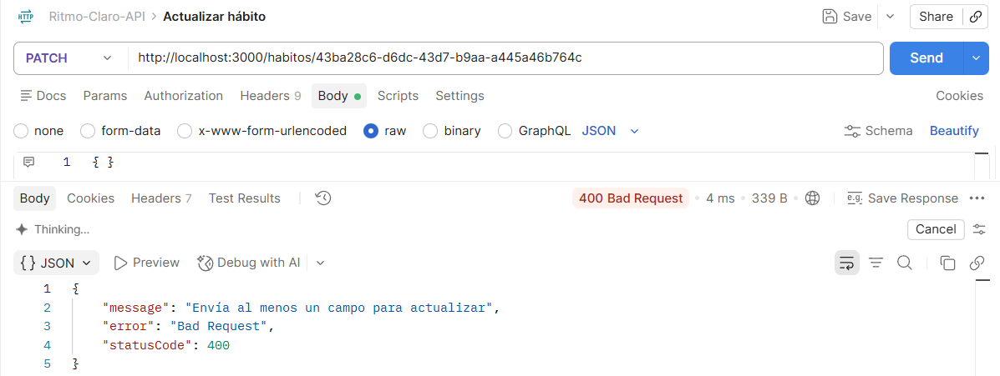 HTTP Ritmo-Claro-API > Actualizar hábito Save Share
PATCH http://localhost:3000/habitos/43ba28c6-d6dc-43d7-b9aa-a445a46b764c Send
Docs Params Authorization Headers 9 Body Scripts Settings Cookies
none form-data x-www-form-urlencoded raw binary GraphQL JSON Schema Beautify
1 { }
Body Cookies Headers 7 Test Results 400 Bad Request • 4 ms • 339 B • e.g. Save Response
Thinking... Cancel
{} JSON Preview Debug with AI
1 {
2 "message": "Envía al menos un campo para actualizar",
3 "error": "Bad Request",
4 "statusCode": 400
5 }